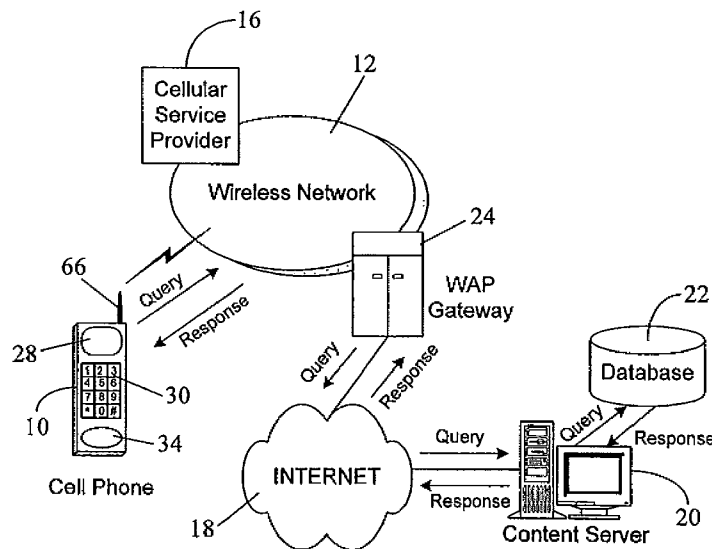 16
Cellular
Service
Provider
12
Wireless Network
24
WAP
Gateway
66
Query
Response
28
1 2 3
4 5 6
7 8 9
* 0 #
30
10
34
Cell Phone
Query
Response
22
Database
INTERNET
18
Query
Response
Query
Response
20
Content Server